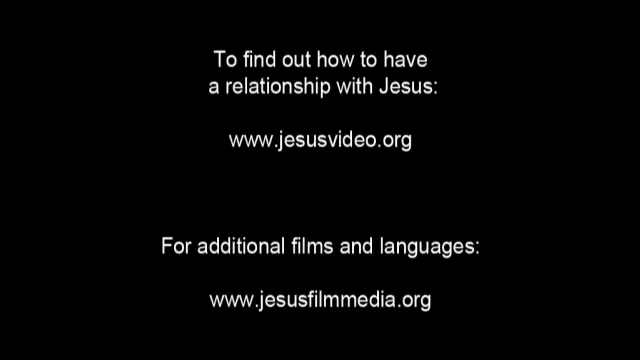 To find out how to have
a relationship with Jesus:
www.jesusvideo.org
For additional films and languages:
www.jesusfilmmedia.org